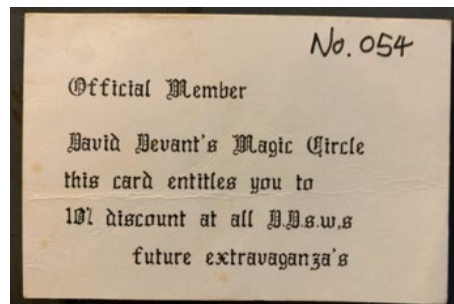 No. 054
Official Member
David Devant's Magic Circle
this card entitles you to
10% discount at all D.D.s.w,s
future extravaganza's